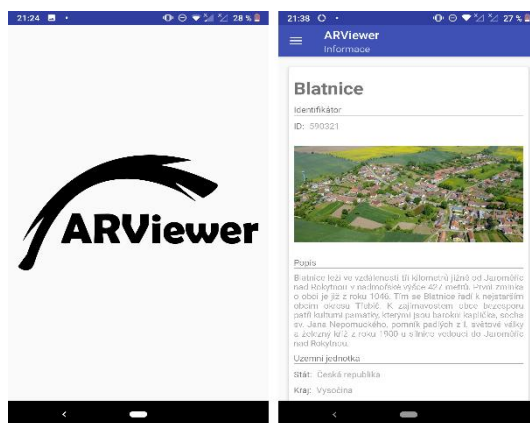 21:24
28 %
ARViewer
21:38
27 %
ARViewer
Informace
Blatnice
Identifikátor
ID: 590321
Popis
Blatnice leží ve vzdálenosti tří kilometrů jižně od Jaroměřic
nad Rokytnou v nadmořské výšce 427 metrů. První zmínka
o obci je již z roku 1046. Tím se Blatnice řadí k nejstarším
obcím okresu Třebíč. K zajímavostem obce bezesporu
patří kulturní památky, kterými jsou barokní kaplička, socha
sv. Jana Nepomuckého, pomník padlých z I. světové války
a železný kříž z roku 1900 u silnice vedoucí do Jaroměřic
nad Rokytnou.
Územní jednotka
Stát: Česká republika
Kraj: Vysočina